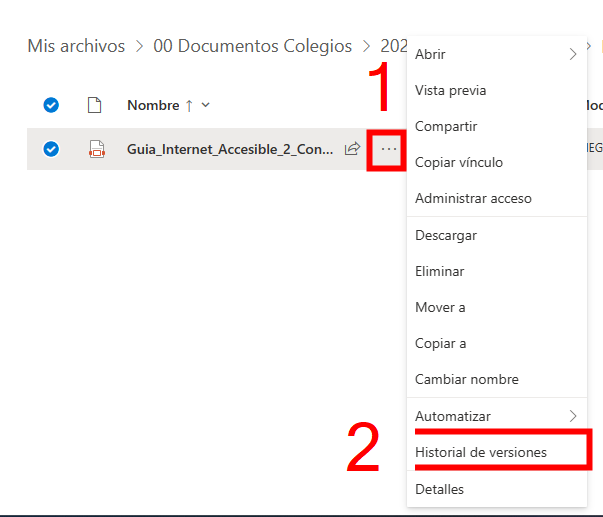 Mis archivos > 00 Documentos Colegios > 202
Nombre ↑
Guia_Internet_Accesible_2_Con... ...
1
Abrir
Vista previa
Compartir
Copiar vínculo
Administrar acceso
Descargar
Eliminar
Mover a
Copiar a
Cambiar nombre
Automatizar
2
Historial de versiones
Detalles